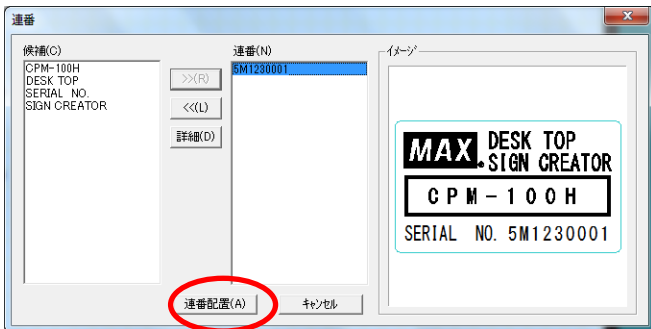 連番
候補(C)
CPM-100H
DESK TOP
SERIAL NO.
SIGN CREATOR
>>(R)
<<(L)
詳細(D)
連番(N)
5M1230001
連番配置(A)
キャンセル
イメージ
MAX. DESK TOP
SIGN CREATOR
CPM-100H
SERIAL NO. 5M1230001